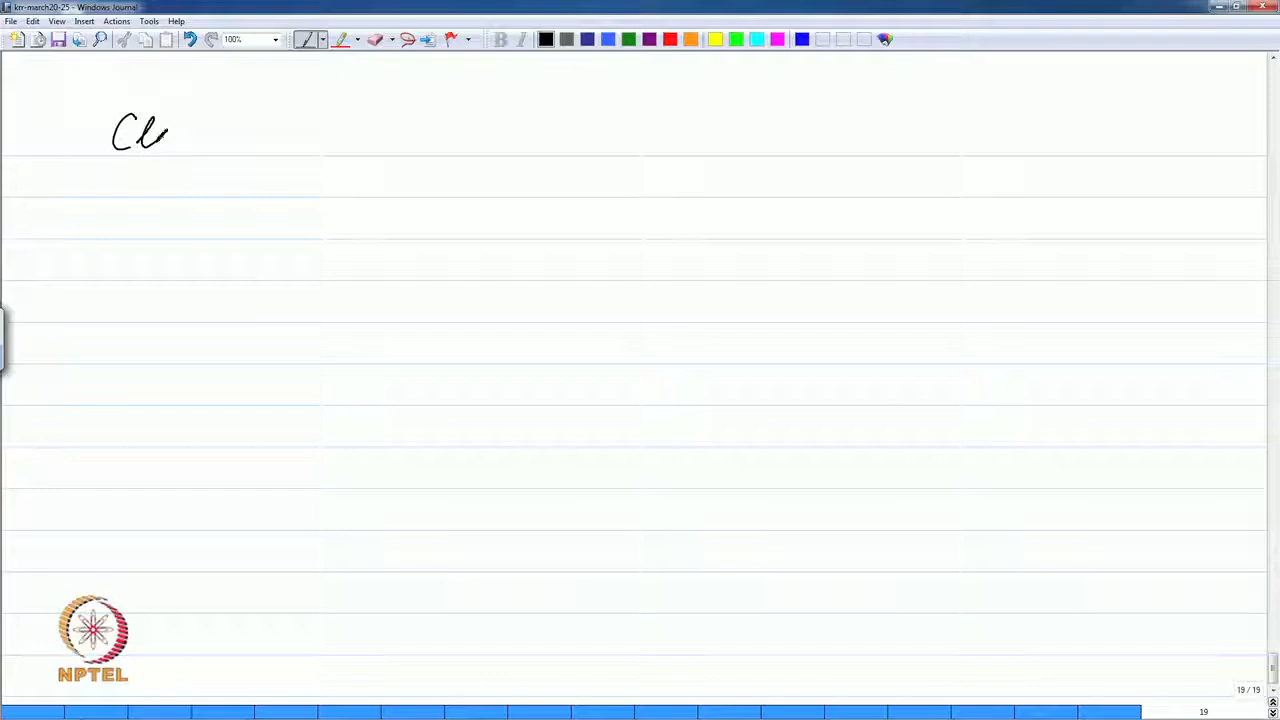 krr-march20-25 - Windows Journal
File Edit View Insert Actions Tools Help
100%
B I
Cl
NPTEL
19 / 19
19